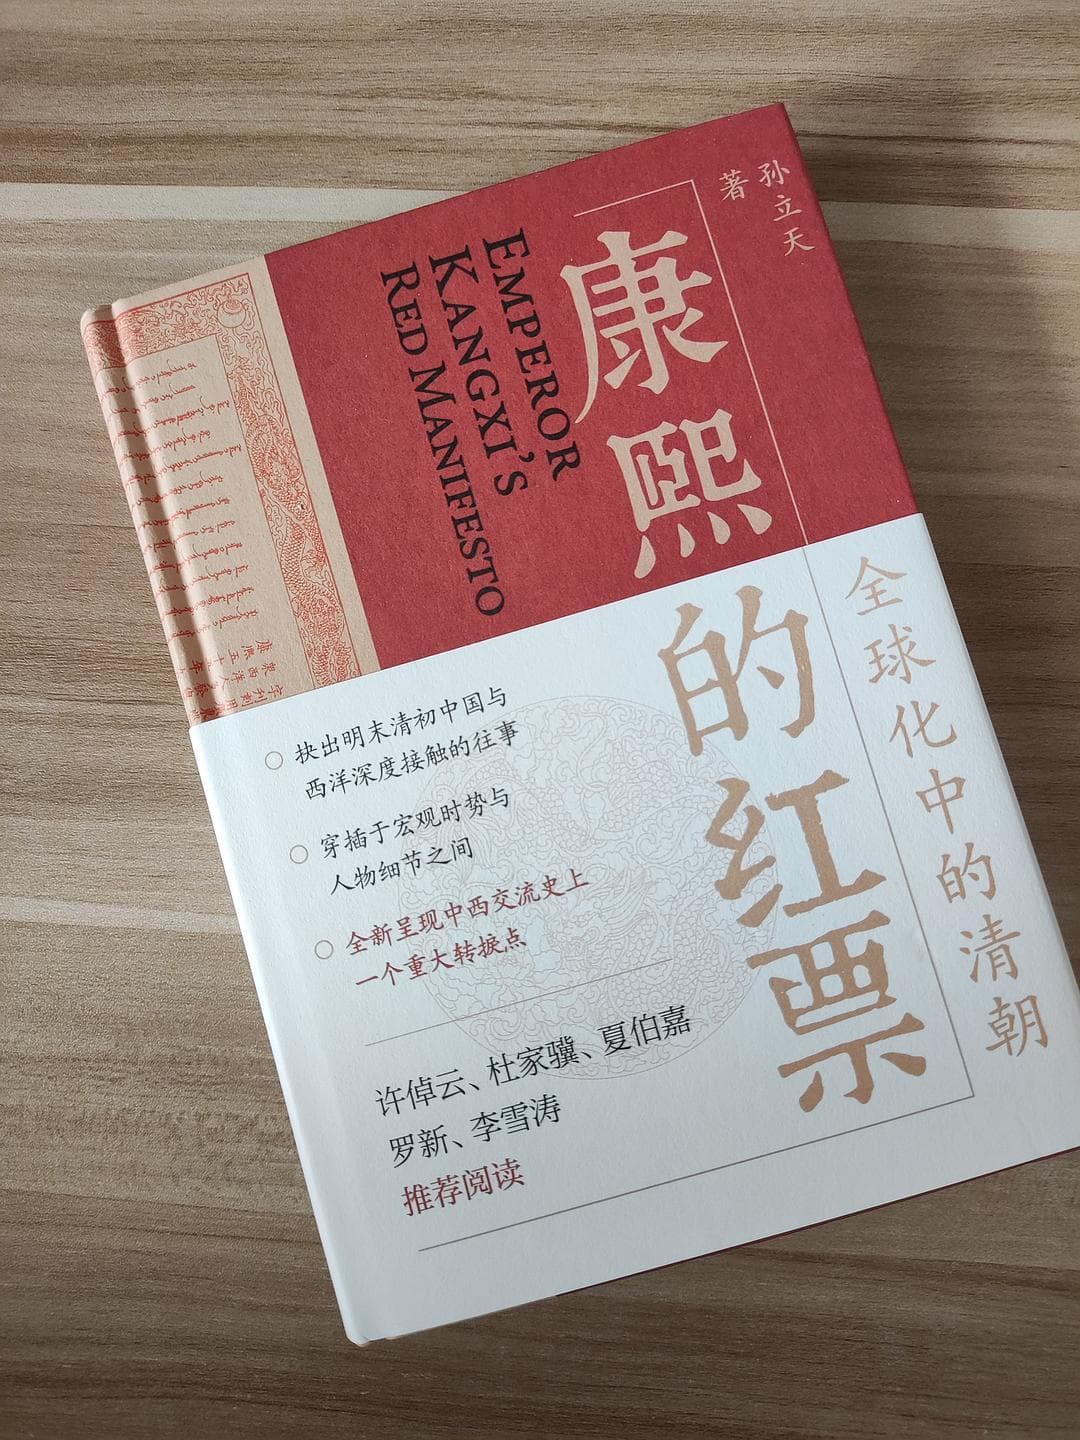 孙立天
著
康熙的红票
全球化中的清朝
EMPEROR
KANGXI'S
RED MANIFESTO
抉出明末清初中国与
西洋深度接触的往事
穿插于宏观时势与
人物细节之间
全新呈现中西交流史上
一个重大转捩点
许倬云、杜家骥、夏伯嘉
罗新、李雪涛
推荐阅读